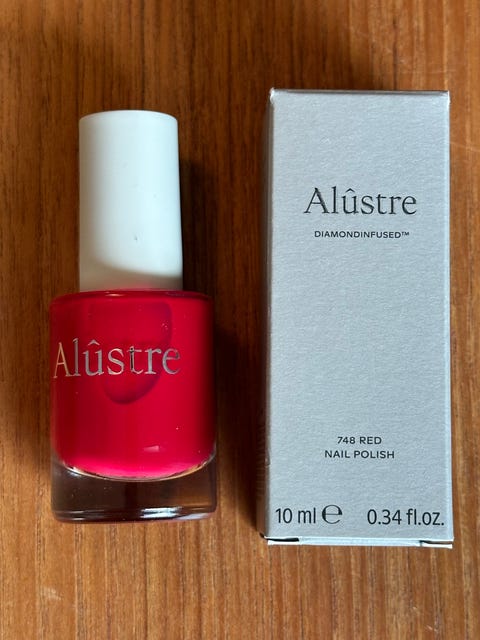 Alûstre
Alûstre
DIAMONDINFUSED™
748 RED
NAIL POLISH
10 ml ℮ 0.34 fl.oz.